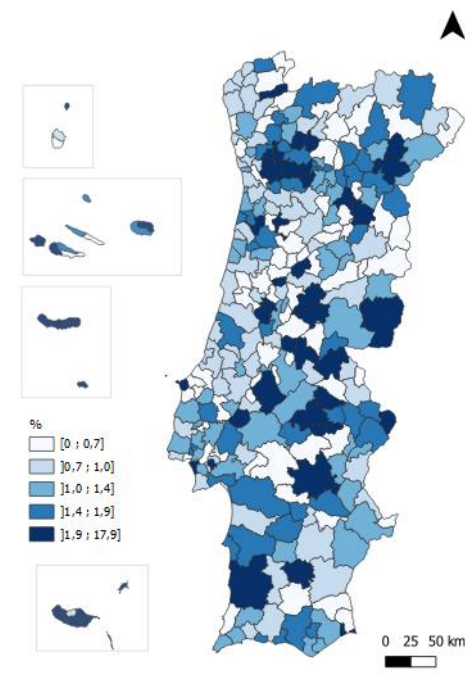 %
[0 ; 0,7]
]0,7 ; 1,0]
]1,0 ; 1,4]
]1,4 ; 1,9]
]1,9 ; 17,9]
0 25 50 km